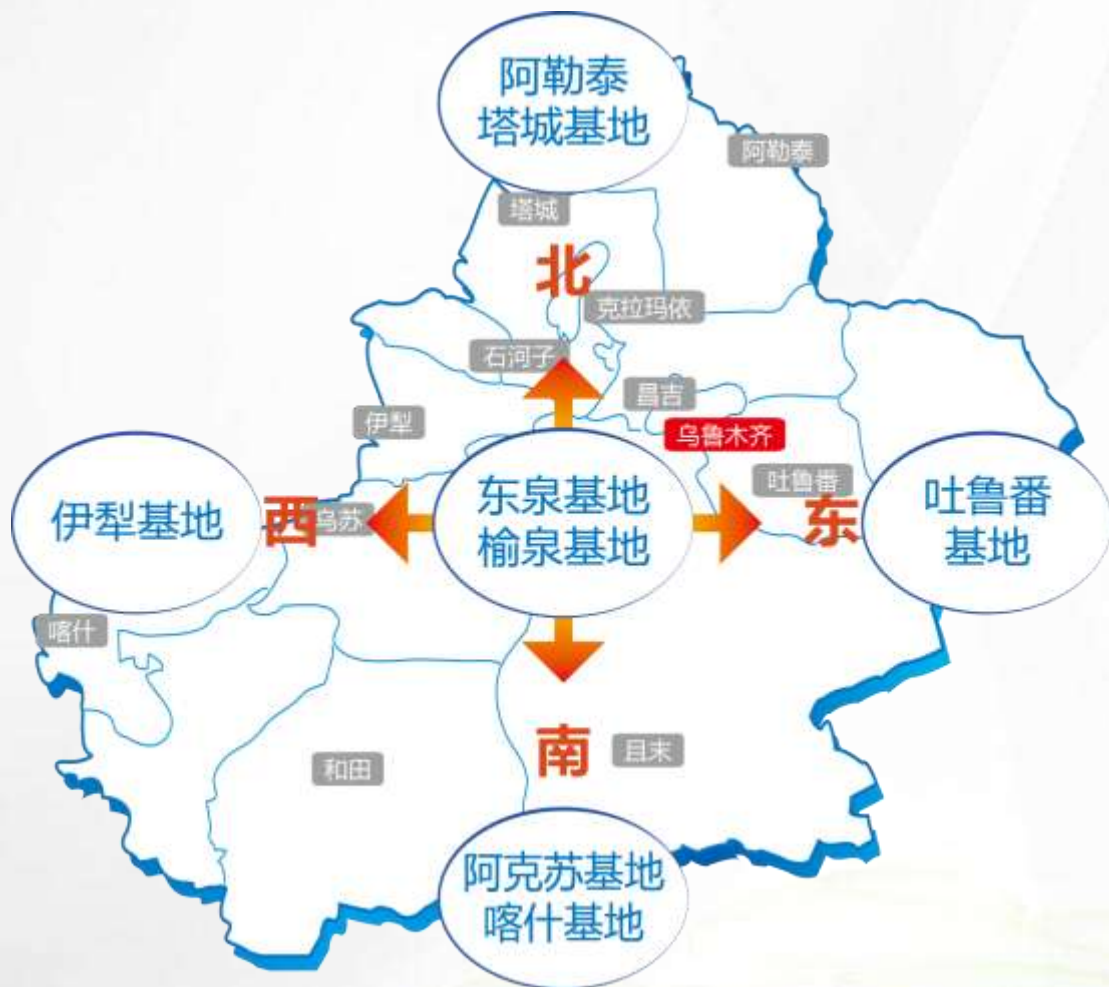 阿勒泰
塔城基地
阿勒泰
塔城
北
克拉玛依
石河子
昌吉
伊犁
乌鲁木齐
吐鲁番
伊犁基地
西
乌苏
东泉基地
榆泉基地
东
吐鲁番
基地
喀什
南
且末
和田
阿克苏基地
喀什基地